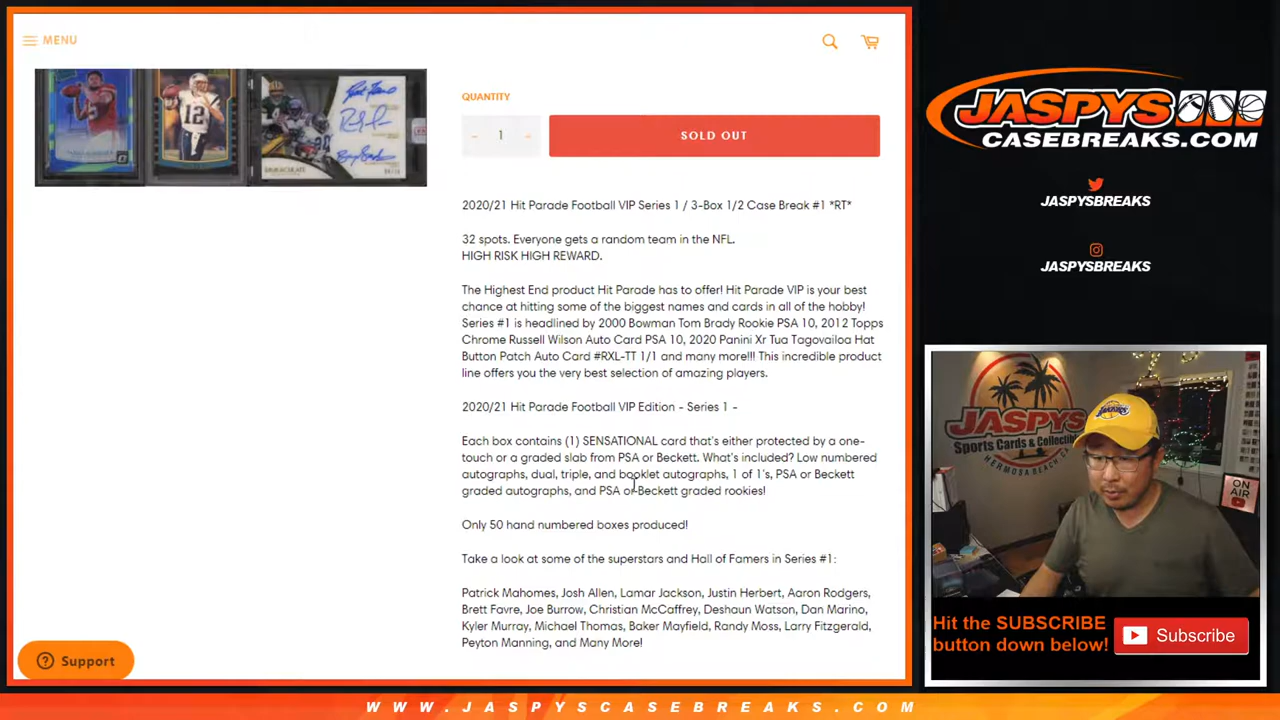 MENU
QUANTITY
- 1 +
SOLD OUT
2020/21 Hit Parade Football VIP Series 1 / 3-Box 1/2 Case Break #1 *RT*
32 spots. Everyone gets a random team in the NFL.
HIGH RISK HIGH REWARD.
The Highest End product Hit Parade has to offer! Hit Parade VIP is your best
chance at hitting some of the biggest names and cards in all of the hobby!
Series #1 is headlined by 2000 Bowman Tom Brady Rookie PSA 10, 2012 Topps
Chrome Russell Wilson Auto Card PSA 10, 2020 Panini Xr Tua Tagovailoa Hat
Button Patch Auto Card #RXL-TT 1/1 and many more!!! This incredible product
line offers you the very best selection of amazing players.
2020/21 Hit Parade Football VIP Edition - Series 1 -
Each box contains (1) SENSATIONAL card that's either protected by a one-
touch or a graded slab from PSA or Beckett. What's included? Low numbered
autographs, dual, triple, and booklet autographs, 1 of 1's, PSA or Beckett
graded autographs, and PSA or Beckett graded rookies!
Only 50 hand numbered boxes produced!
Take a look at some of the superstars and Hall of Famers in Series #1:
Patrick Mahomes, Josh Allen, Lamar Jackson, Justin Herbert, Aaron Rodgers,
Brett Favre, Joe Burrow, Christian McCaffrey, Deshaun Watson, Dan Marino,
Kyler Murray, Michael Thomas, Baker Mayfield, Randy Moss, Larry Fitzgerald,
Peyton Manning, and Many More!
Support
JASPYS
CASEBREAKS.COM
JASPYSBREAKS
JASPYSBREAKS
JASPYS
Sports Cards & Collectibles
HERMOSA BEACH
ON AIR
12
Hit the SUBSCRIBE
button down below!
Subscribe
WWW.JASPYSCASEBREAKS.COM